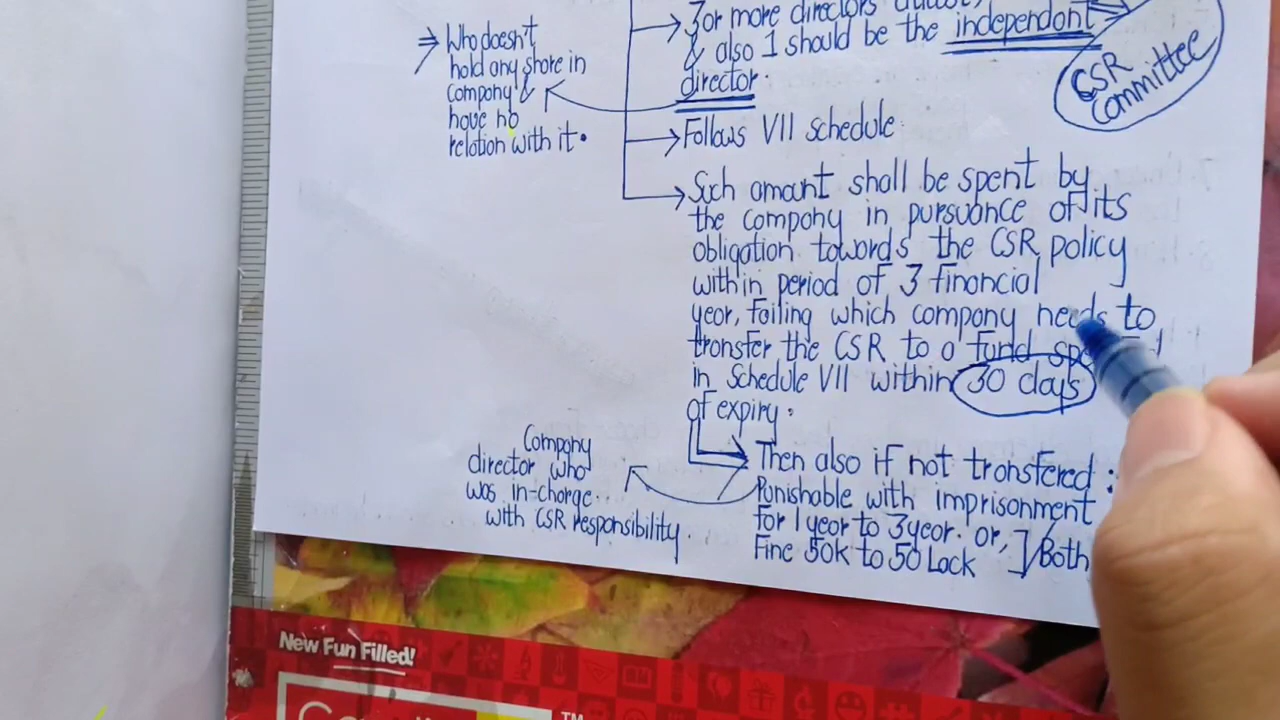 3 or more directors
& also 1 should be the independent
director.
CSR
Committee
⇒ Who doesn't
hold any share in
company &
have no
relation with it.
→ Follows VII schedule.
→ Such amount shall be spent by
the company in pursuance of its
obligation towards the CSR policy
within period of 3 financial
year, failing which company needs to
transfer the CSR to a fund
in Schedule VII within 30 days
of expiry.
Then also if not transfered:
Punishable with imprisonment
for 1 year to 3 year. or,
Fine 50k to 50 Lack ]/Both
Company
director who
was in-charge.
with CSR responsibility.
New Fun Filled!
TM